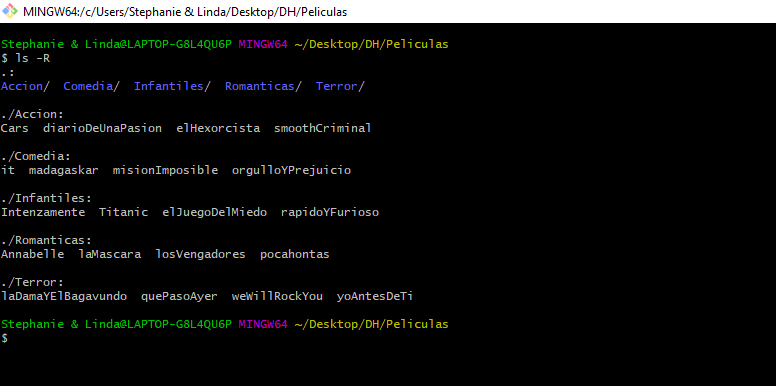 MINGW64:/c/Users/Stephanie & Linda/Desktop/DH/Peliculas
Stephanie & Linda@LAPTOP-G8L4QU6P MINGW64 ~/Desktop/DH/Peliculas
$ ls -R
.:
Accion/  Comedia/  Infantiles/  Romanticas/  Terror/
./Accion:
Cars  diarioDeUnaPasion  elHexorcista  smoothCriminal
./Comedia:
it  madagaskar  misionImposible  orgulloYPrejuicio
./Infantiles:
Intenzamente  Titanic  elJuegoDelMiedo  rapidoYFurioso
./Romanticas:
Annabelle  laMascara  losVengadores  pocahontas
./Terror:
laDamaYElBagavundo  quePasoAyer  weWillRockYou  yoAntesDeTi
Stephanie & Linda@LAPTOP-G8L4QU6P MINGW64 ~/Desktop/DH/Peliculas
$